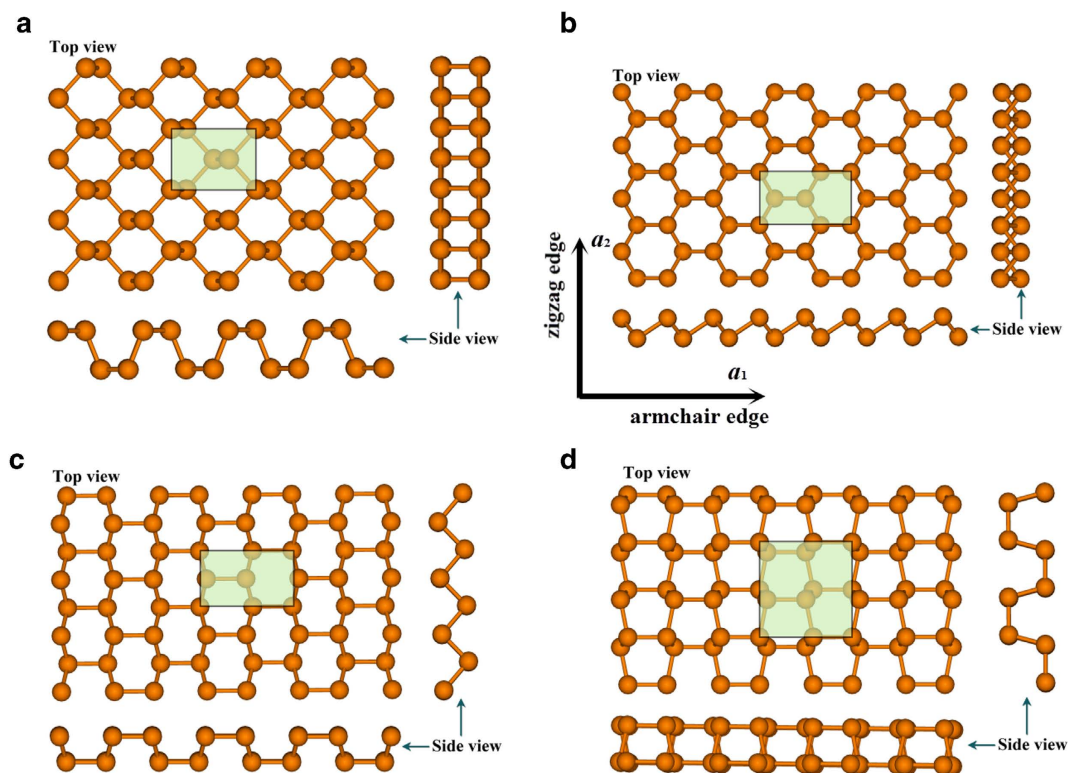 a
Top view
Side view
b
Top view
a2
zigzag edge
Side view
a1
armchair edge
c
Top view
Side view
d
Top view
Side view